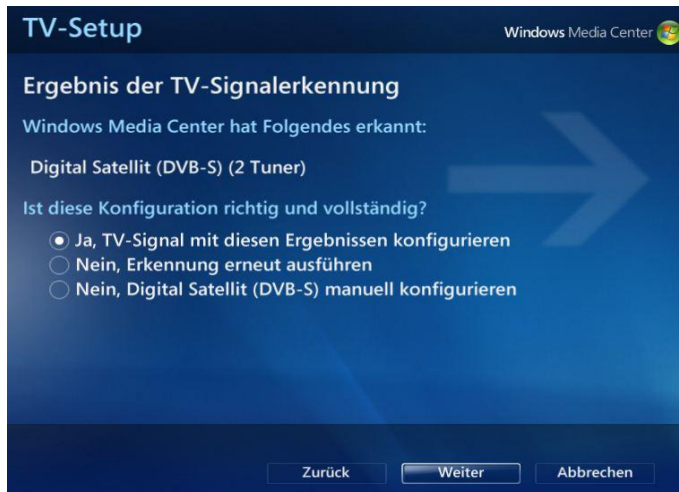 TV-Setup
Windows Media Center
Ergebnis der TV-Signalerkennung
Windows Media Center hat Folgendes erkannt:
Digital Satellit (DVB-S) (2 Tuner)
Ist diese Konfiguration richtig und vollständig?
Ja, TV-Signal mit diesen Ergebnissen konfigurieren
Nein, Erkennung erneut ausführen
Nein, Digital Satellit (DVB-S) manuell konfigurieren
Zurück
Weiter
Abbrechen